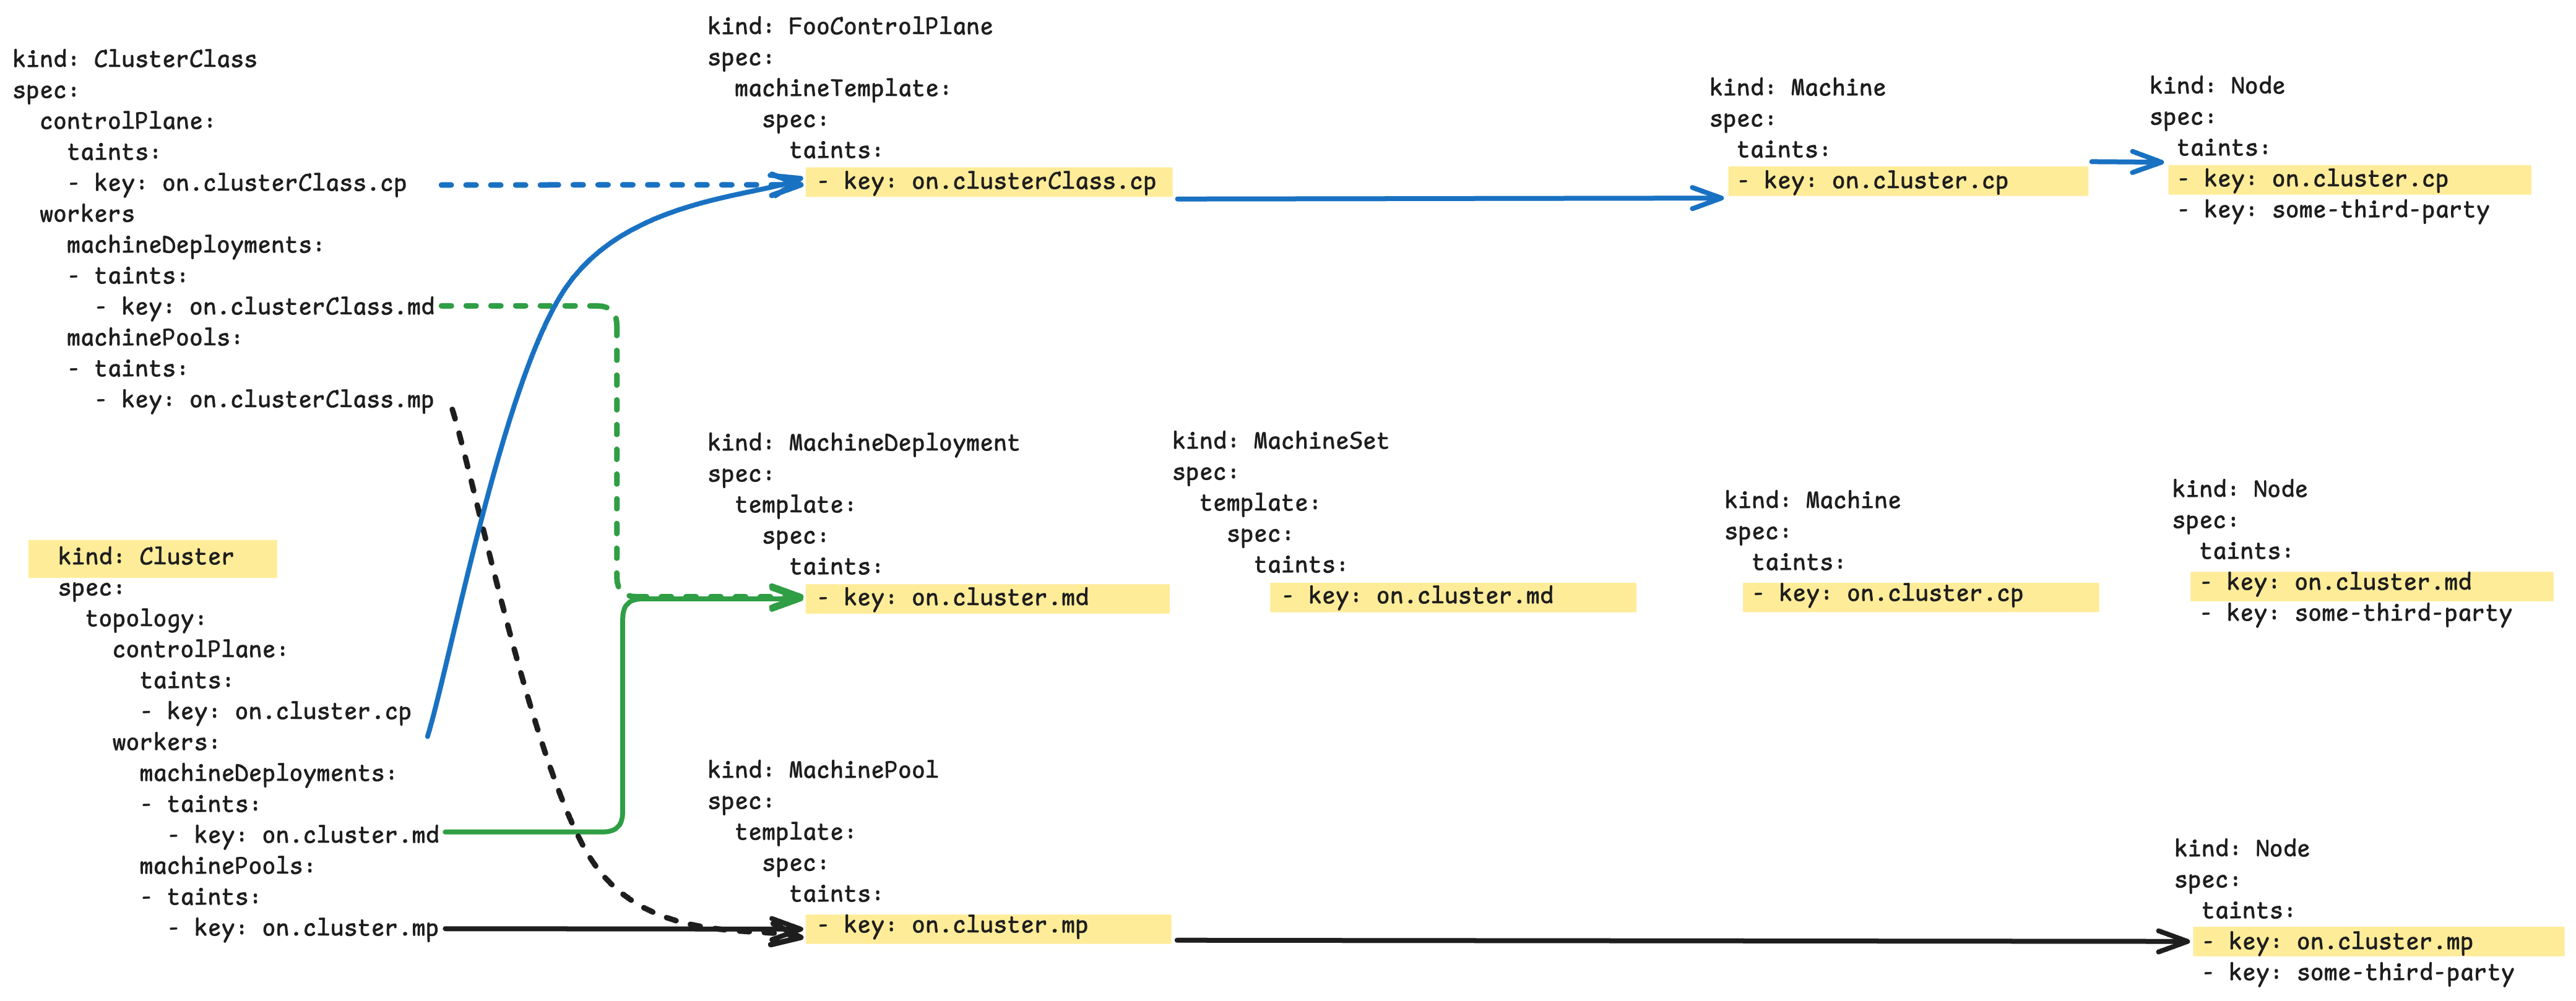 kind: ClusterClass
spec:
  controlPlane:
    taints:
    - key: on.clusterClass.cp
  workers
    machineDeployments:
    - taints:
      - key: on.clusterClass.md
    machinePools:
    - taints:
      - key: on.clusterClass.mp
kind: Cluster
spec:
  topology:
    controlPlane:
      taints:
      - key: on.cluster.cp
    workers:
      machineDeployments:
      - taints:
        - key: on.cluster.md
      machinePools:
      - taints:
        - key: on.cluster.mp
kind: FooControlPlane
spec:
  machineTemplate:
    spec:
      taints:
        - key: on.clusterClass.cp
kind: Machine
spec:
  taints:
  - key: on.cluster.cp
kind: Node
spec:
  taints:
  - key: on.cluster.cp
  - key: some-third-party
kind: MachineDeployment
spec:
  template:
    spec:
      taints:
        - key: on.cluster.md
kind: MachineSet
spec:
  template:
    spec:
      taints:
        - key: on.cluster.md
kind: Machine
spec:
  taints:
  - key: on.cluster.cp
kind: Node
spec:
  taints:
  - key: on.cluster.md
  - key: some-third-party
kind: MachinePool
spec:
  template:
    spec:
      taints:
        - key: on.cluster.mp
kind: Node
spec:
  taints:
  - key: on.cluster.mp
  - key: some-third-party